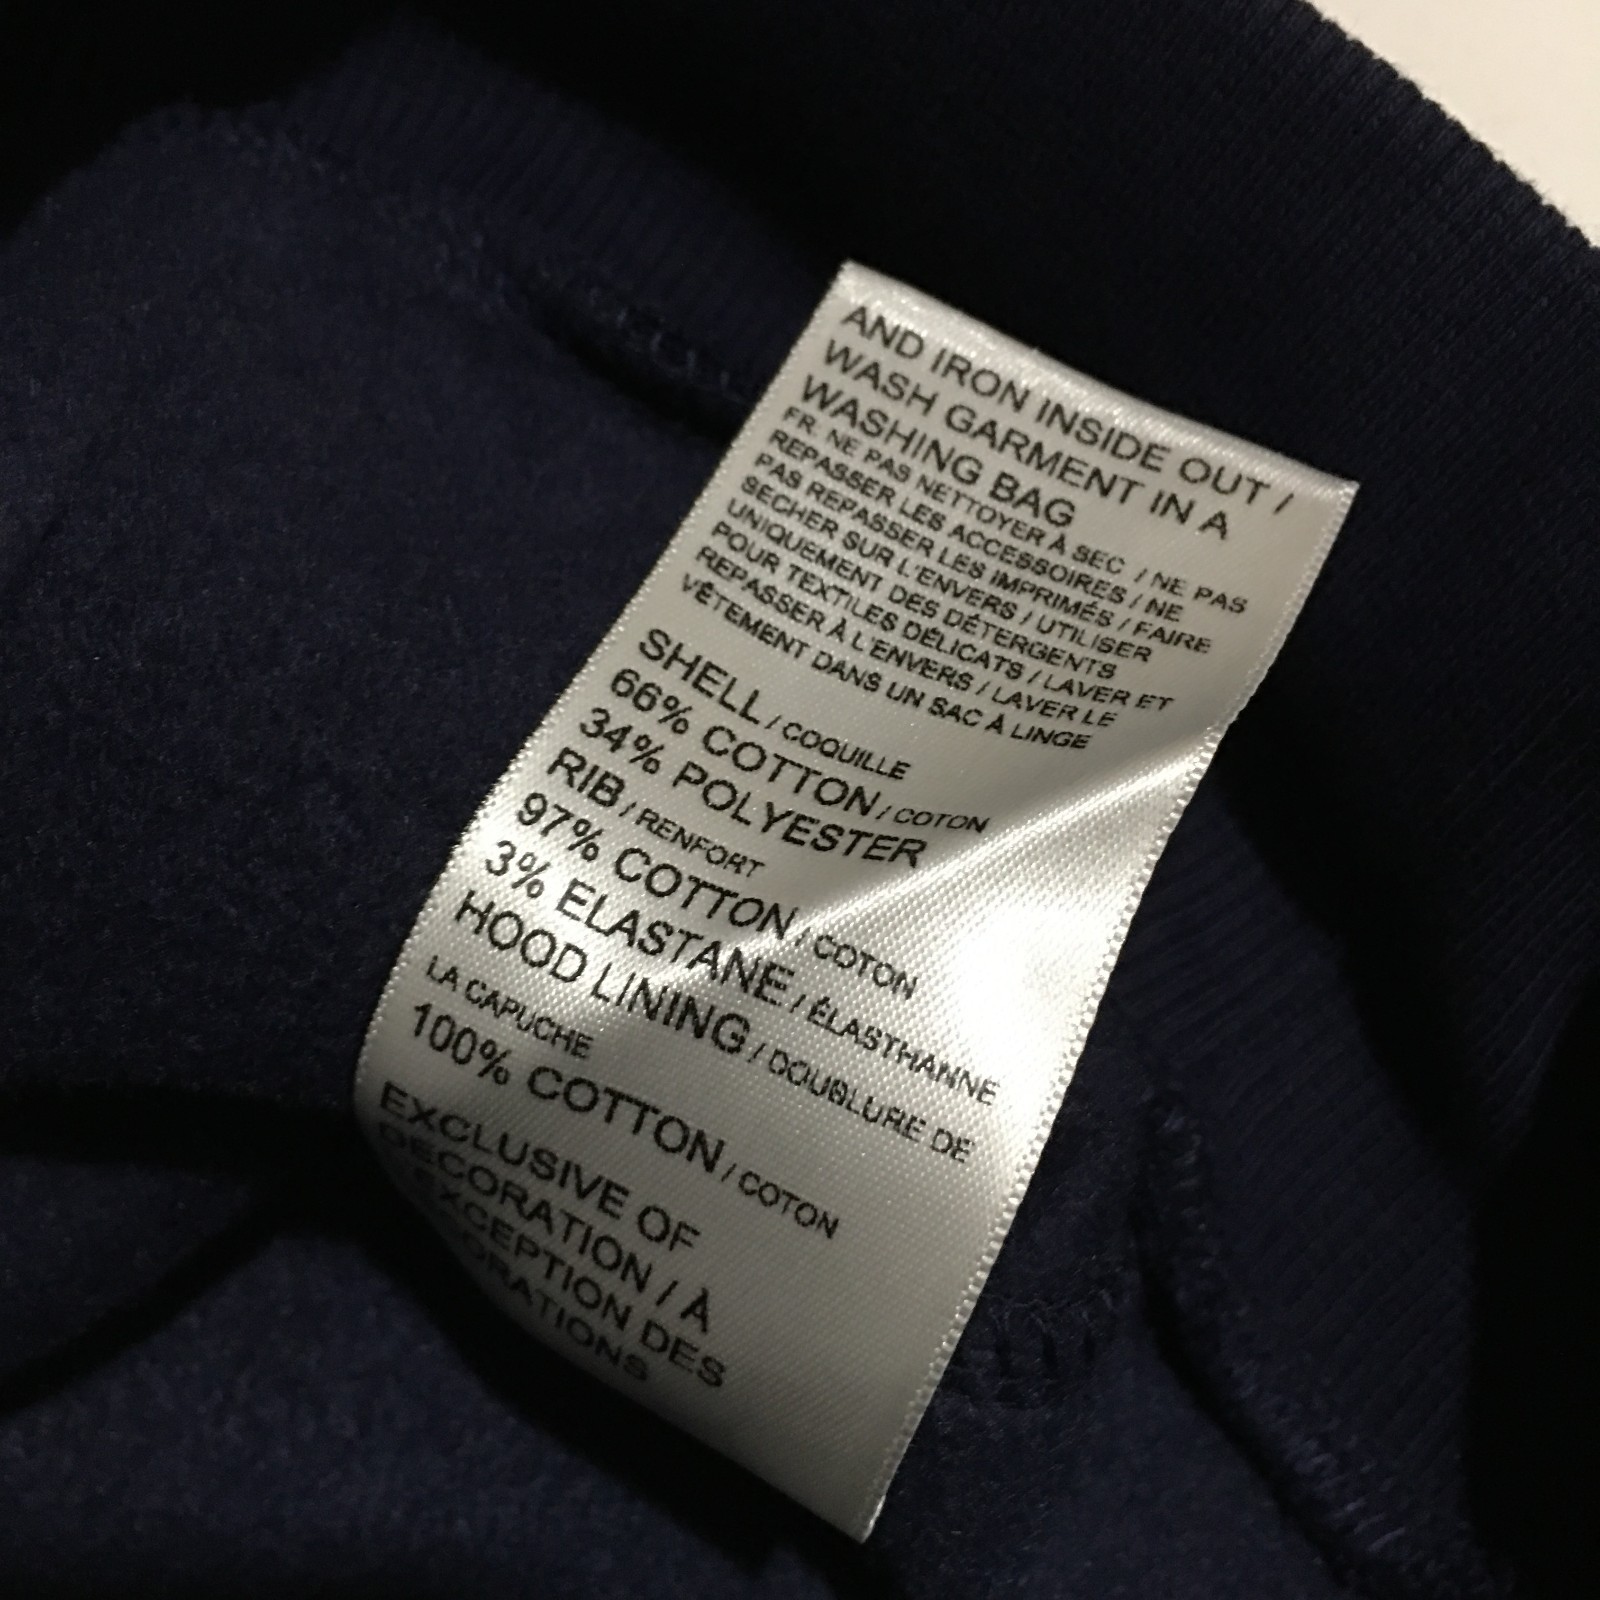 AND IRON INSIDE OUT /
WASH GARMENT IN A
WASHING BAG
FR. NE PAS NETTOYER À SEC / NE PAS
REPASSER LES ACCESSOIRES / NE
PAS REPASSER LES IMPRIMÉS / FAIRE
SECHER SUR L'ENVERS / UTILISER
UNIQUEMENT DES DÉTERGENTS
POUR TEXTILES DÉLICATS / LAVER ET
REPASSER À L'ENVERS / LAVER LE
VÊTEMENT DANS UN SAC À LINGE
SHELL / COQUILLE
66% COTTON / COTON
34% POLYESTER
RIB / RENFORT
97% COTTON / COTON
3% ELASTANE / ÉLASTHANNE
HOOD LINING / DOUBLURE DE
LA CAPUCHE
100% COTTON / COTON
EXCLUSIVE OF
DECORATION / À
EXCEPTION DES